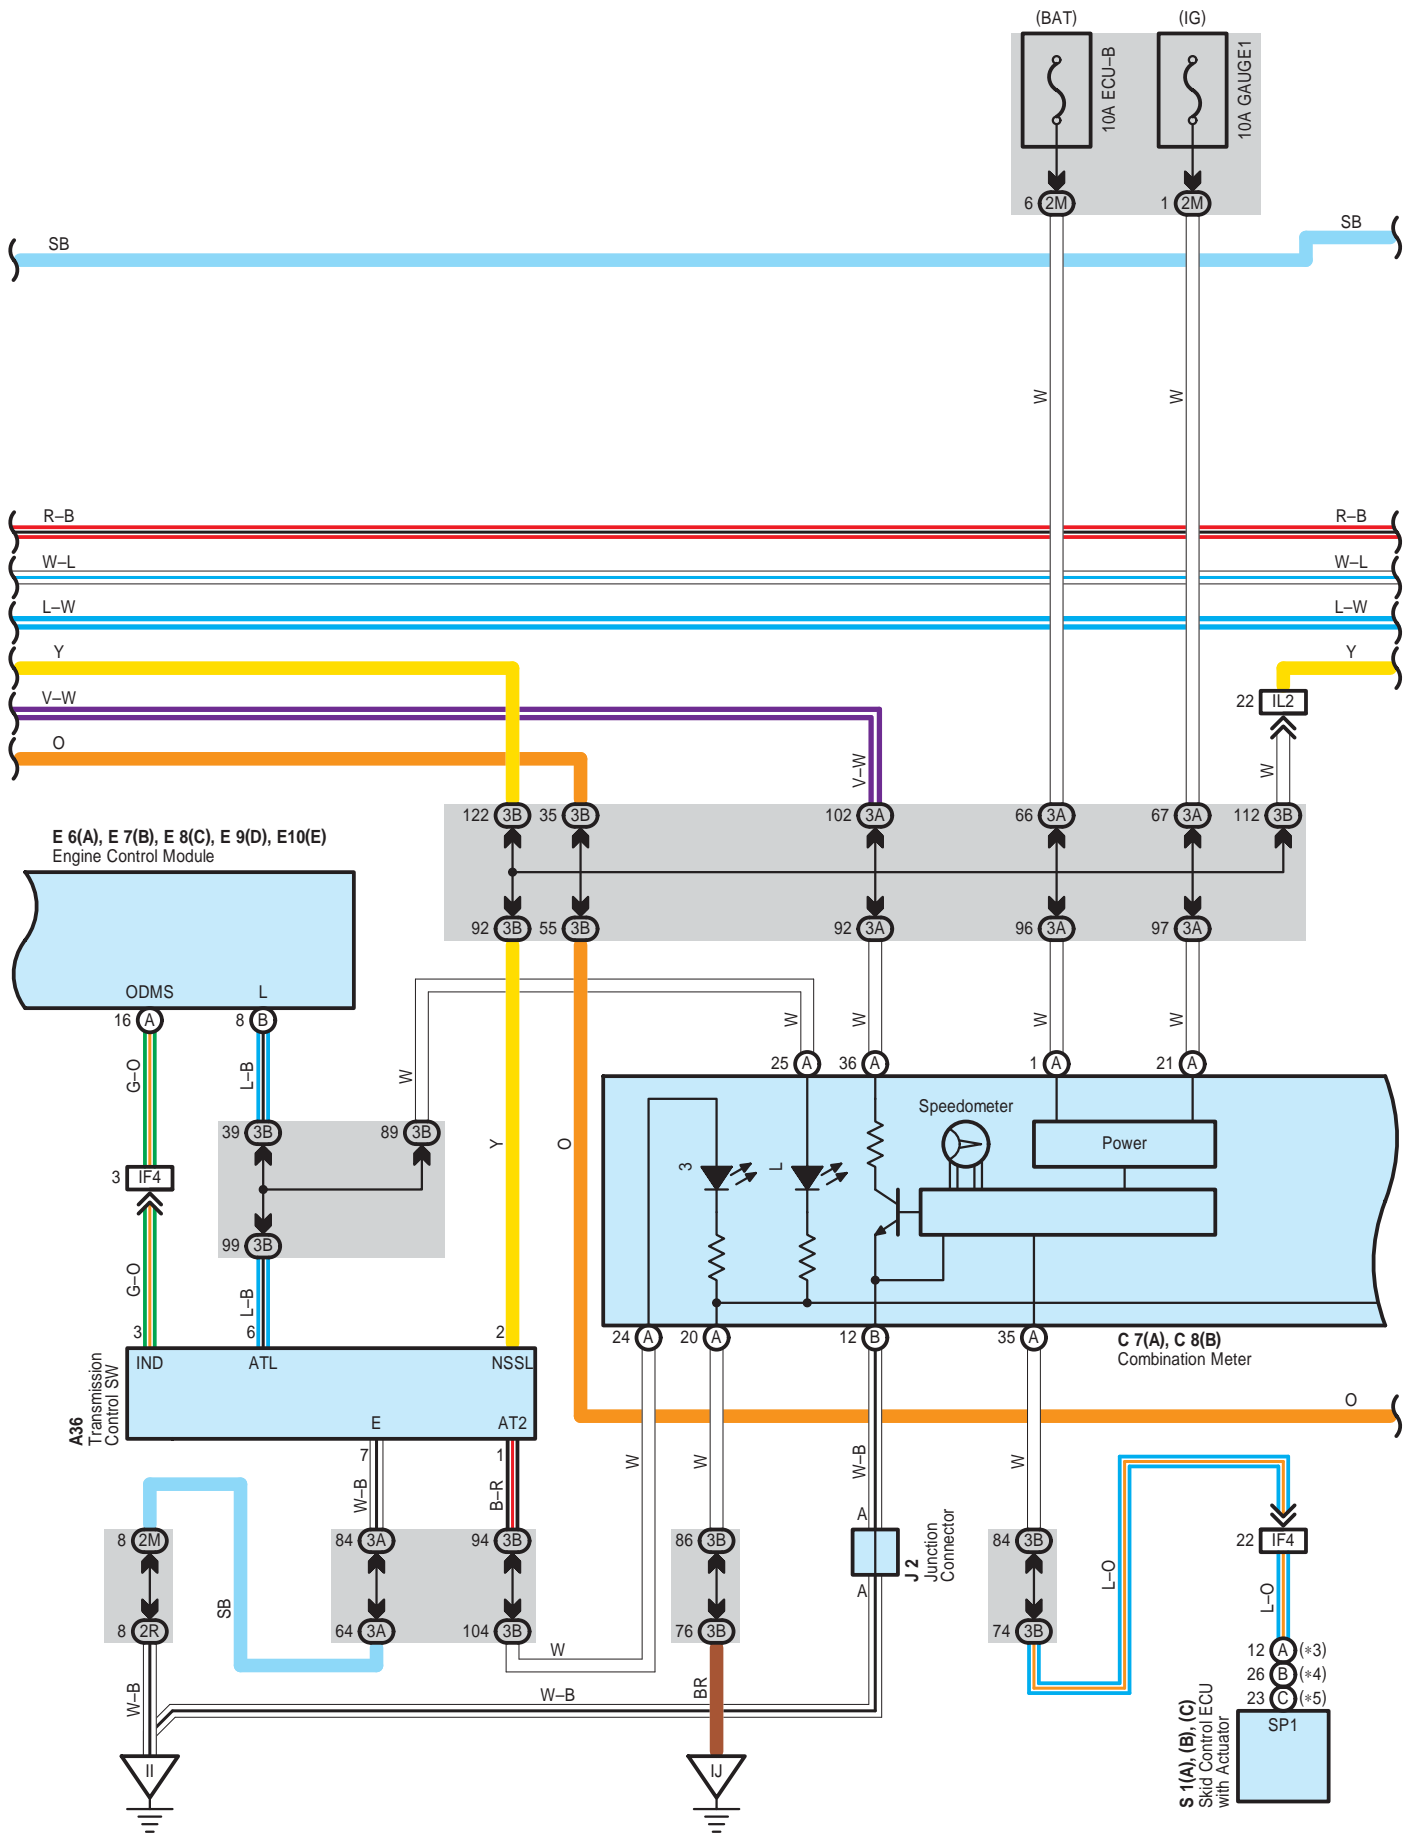 (BAT) (IG)
10A ECU–B
10A GAUGE1
6 2M 1 2M
SB SB
W W
R–B R–B
W–L W–L
L–W L–W
Y Y
V–W 22 IL2
O
V–W W
122 3B 35 3B 102 3A 66 3A 67 3A 112 3B
E 6(A), E 7(B), E 8(C), E 9(D), E10(E)
Engine Control Module
92 3B 55 3B 92 3A 96 3A 97 3A
ODMS L
16 A 8 B
W W W W
G–O L–B W
25 A 36 A 1 A 21 A
Speedometer
39 3B 89 3B
Y O
Power
3 L
3 IF4
99 3B
G–O L–B
3 6 2
24 A 20 A 12 B 35 A
C 7(A), C 8(B)
Combination Meter
IND ATL NSSL
A36
Transmission
Control SW
E AT2
O
7 1
W–B B–R W W W–B W
A
8 2M 84 3A 94 3B 86 3B 84 3B 22 IF4
J 2
Junction
Connector
A
L–O
SB
L–O
8 2R 64 3A 104 3B 76 3B 74 3B
W
12 A (*3)
26 B (*4)
23 C (*5)
W–B W–B BR
SP1
S 1(A), (B), (C)
Skid Control ECU
with Actuator
II IJ